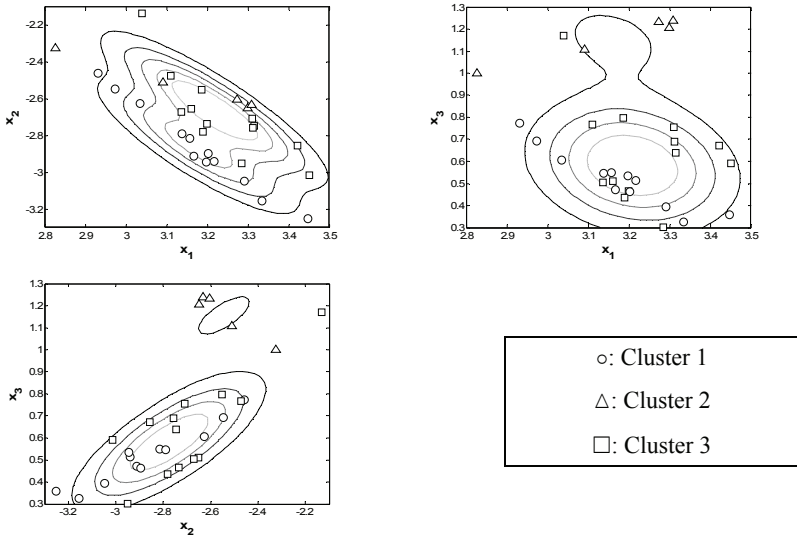 -2.2
-2.4
-2.6
-2.8
-3
-3.2
x2
2.8 2.9 3 3.1 3.2 3.3 3.4 3.5
x1
1.3
1.2
1.1
1
0.9
0.8
0.7
0.6
0.5
0.4
0.3
x3
2.8 2.9 3 3.1 3.2 3.3 3.4 3.5
x1
1.3
1.2
1.1
1
0.9
0.8
0.7
0.6
0.5
0.4
0.3
x3
-3.2 -3 -2.8 -2.6 -2.4 -2.2
x2
○: Cluster 1
△: Cluster 2
□: Cluster 3